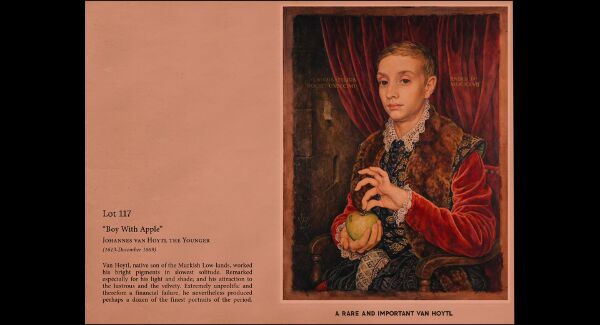 Lot 117
"Boy With Apple"
JOHANNES VAN HOYTL THE YOUNGER
(1613-December 1669)
Van Hoytl, native son of the Murkish Low-lands, worked
his bright pigments in slowest solitude. Remarked
especially for his light and shade, and his attraction to
the lustrous and the velvety. Extremely unprolific and
therefore a financial failure, he nevertheless produced
perhaps a dozen of the finest portraits of the period.
A RARE AND IMPORTANT VAN HOYTL